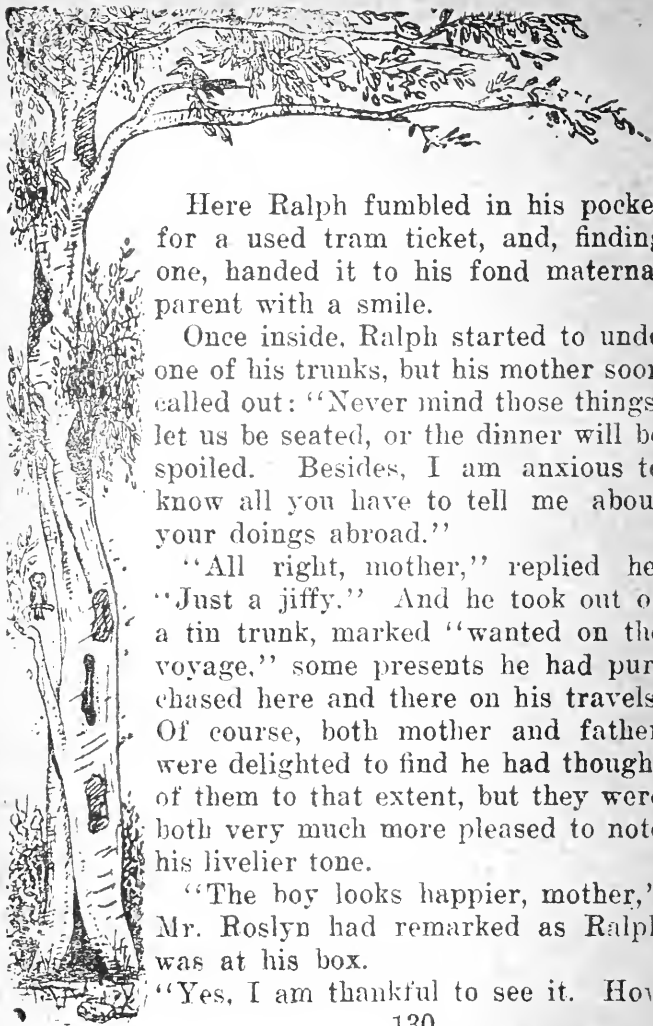 Here Ralph fumbled in his pocke
for a used tram ticket, and, finding
one, handed it to his fond materna
parent with a smile.
Once inside, Ralph started to und
one of his trunks, but his mother soon
called out: "Never mind those things
let us be seated, or the dinner will be
spoiled. Besides, I am anxious to
know all you have to tell me abou
your doings abroad."
"All right, mother," replied he
"Just a jiffy." And he took out o
a tin trunk, marked "wanted on the
voyage," some presents he had pur
chased here and there on his travels
Of course, both mother and father
were delighted to find he had though
of them to that extent, but they were
both very much more pleased to note
his livelier tone.
"The boy looks happier, mother,"
Mr. Roslyn had remarked as Ralph
was at his box.
"Yes, I am thankful to see it. How
130